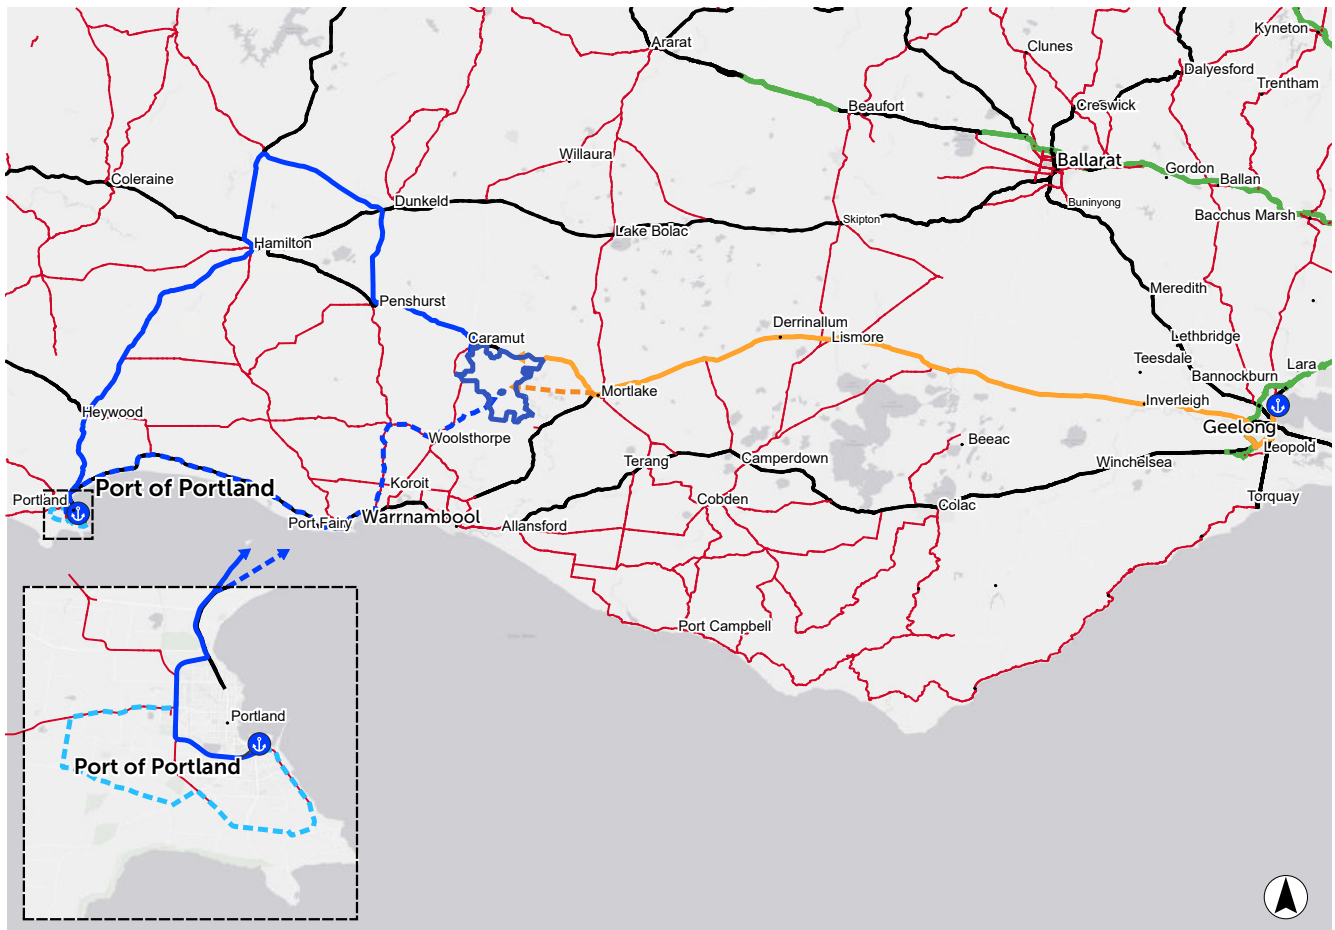 Kyneton
Ararat
Clunes
Dalyesford
Trentham
Beaufort
Creswick
Willaura
Ballarat
Gordon
Coleraine
Ballan
Dunkeld
Buninyong
Skipton
Bacchus Marsh
Lake Bolac
Hamilton
Meredith
Penshurst
Derrinallum
Caramut
Lismore
Lethbridge
Teesdale
Lara
Bannockburn
Mortlake
Inverleigh
Heywood
Geelong
Woolsthorpe
Beeac
Leopold
Terang
Camperdown
Winchelsea
Koroit
Port of Portland
Portland
Cobden
Torquay
Colac
Warrnambool
Port Fairy
Allansford
Port Campbell
Portland
Port of Portland